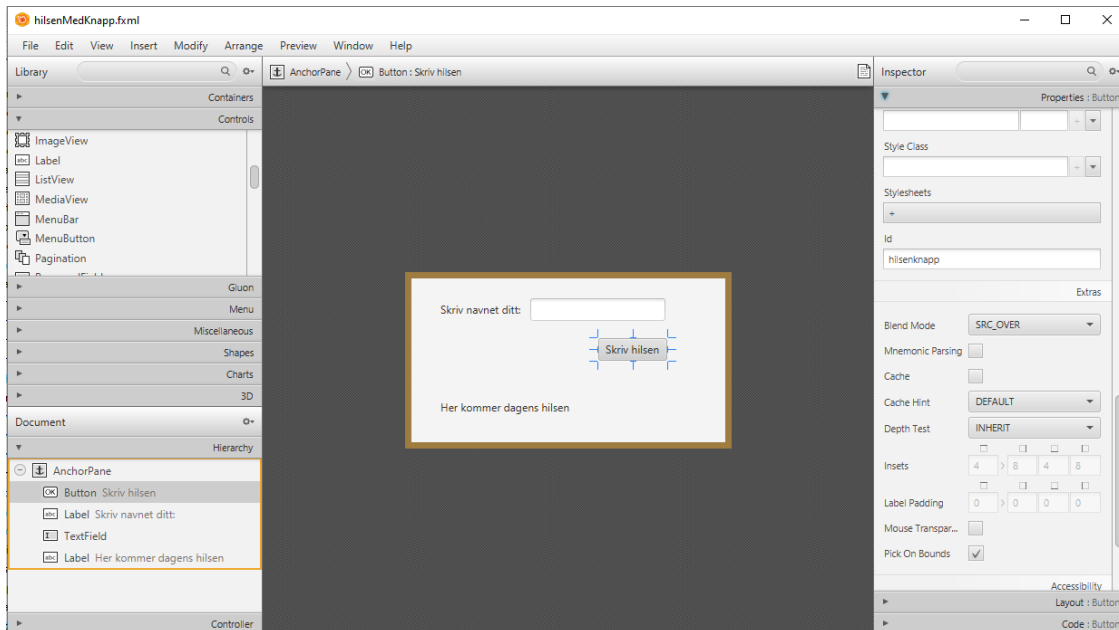 hilsenMedKnapp.fxml
File Edit View Insert Modify Arrange Preview Window Help
Library
Containers
Controls
ImageView
abc Label
ListView
MediaView
MenuBar
MenuButton
Pagination
Gluon
Menu
Miscellaneous
Shapes
Charts
3D
Document
Hierarchy
AnchorPane
OK Button Skriv hilsen
abc Label Skriv navnet ditt:
TextField
abc Label Her kommer dagens hilsen
Controller
AnchorPane OK Button : Skriv hilsen
Skriv navnet ditt:
Skriv hilsen
Her kommer dagens hilsen
Inspector
Properties : Button
Style Class
Stylesheets
+
Id
hilsenknapp
Extras
Blend Mode SRC_OVER
Mnemonic Parsing
Cache
Cache Hint DEFAULT
Depth Test INHERIT
Insets 4 8 4 8
Label Padding 0 0 0 0
Mouse Transpar...
Pick On Bounds
Accessibility
Layout : Button
Code : Button